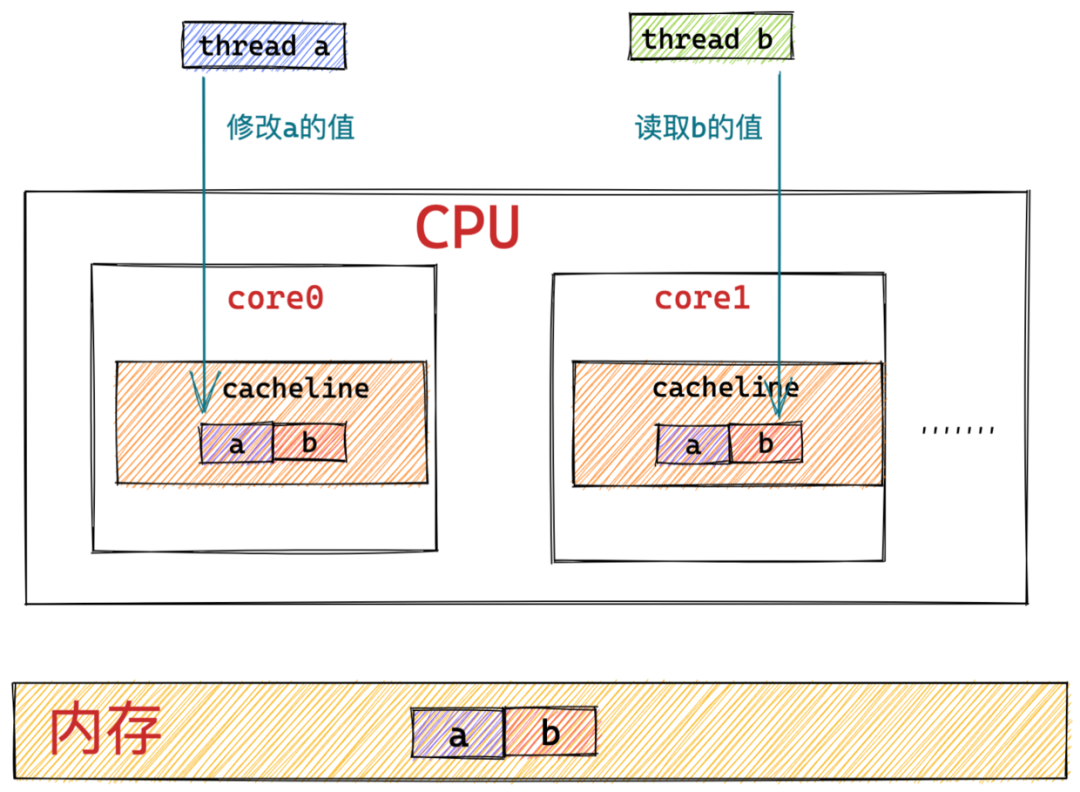 thread a
thread b
修改a的值
读取b的值
CPU
core0
core1
cacheline
cacheline
a b
a b
.......
内存
a b